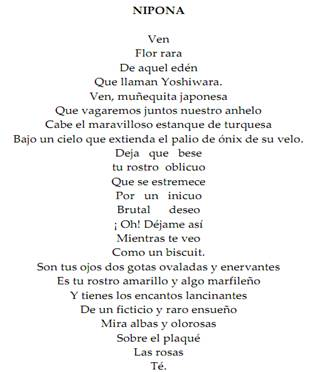 NIPONA
Ven
Flor rara
De aquel edén
Que llaman Yoshiwara.
Ven, muñequita japonesa
Que vagaremos juntos nuestro anhelo
Cabe el maravilloso estanque de turquesa
Bajo un cielo que extienda el palio de ónix de su velo.
Deja que bese
tu rostro oblicuo
Que se estremece
Por un inicuo
Brutal deseo
¡ Oh! Déjame así
Mientras te veo
Como un biscuit.
Son tus ojos dos gotas ovaladas y enervantes
Es tu rostro amarillo y algo marfileño
Y tienes los encantos lancinantes
De un ficticio y raro ensueño
Mira albas y olorosas
Sobre el plaqué
Las rosas
Té.